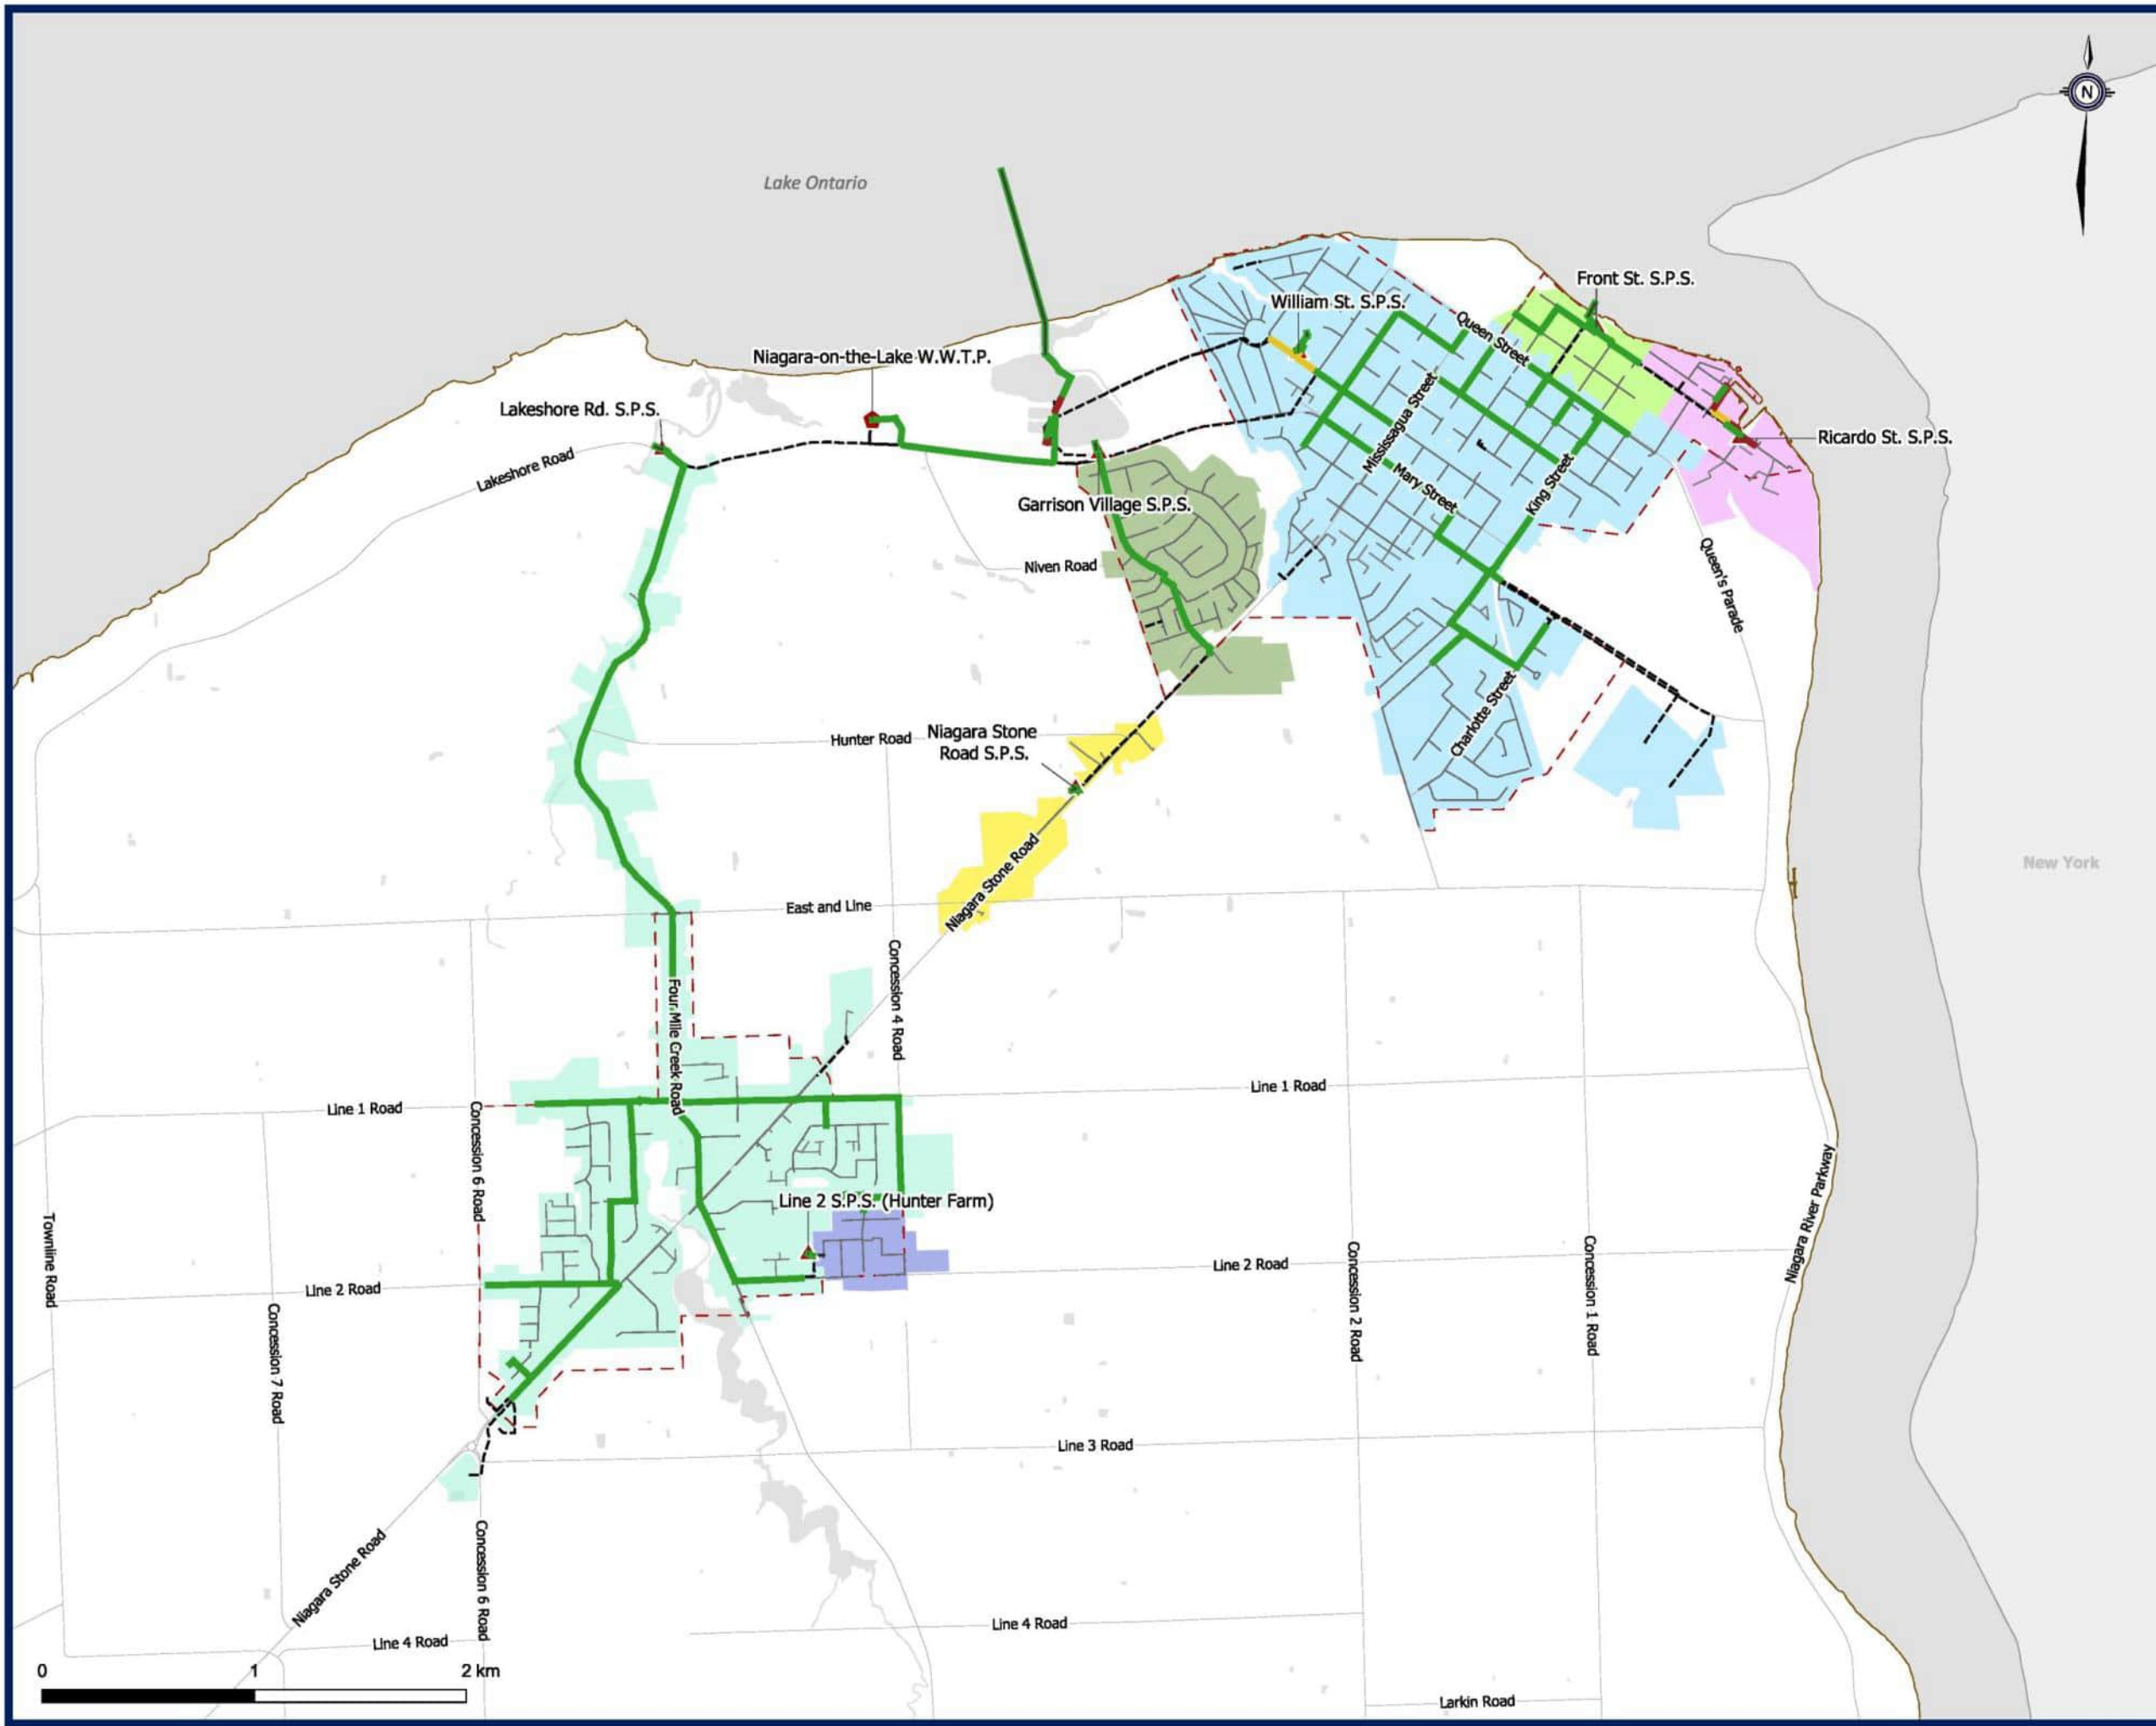 N
Lake Ontario
Front St. S.P.S.
William St. S.P.S.
Queen Street
Niagara-on-the-Lake W.W.T.P.
Lakeshore Rd. S.P.S.
Mississagua Street
Ricardo St. S.P.S.
Lakeshore Road
Mary Street
King Street
Garrison Village S.P.S.
Niven Road
Queen's Parade
Charlotte Street
Hunter Road
Niagara Stone
Road S.P.S.
New York
Niagara Stone Road
East and Line
Concession 4 Road
Four Mile Creek Road
Line 1 Road
Line 1 Road
Concession 6 Road
Niagara River Parkway
Line 2 S.P.S. (Hunter Farm)
Townline Road
Line 2 Road
Line 2 Road
Concession 7 Road
Concession 2 Road
Concession 1 Road
Line 3 Road
Niagara Stone Road
Concession 6 Road
Line 4 Road
Line 4 Road
0 1 2 km
Larkin Road